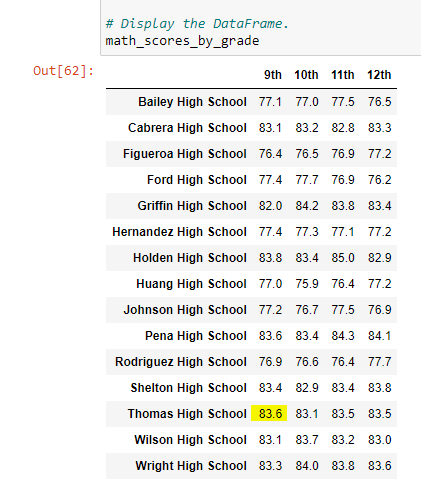 # Display the DataFrame.
math_scores_by_grade
Out[62]:
9th 10th 11th 12th
Bailey High School 77.1 77.0 77.5 76.5
Cabrera High School 83.1 83.2 82.8 83.3
Figueroa High School 76.4 76.5 76.9 77.2
Ford High School 77.4 77.7 76.9 76.2
Griffin High School 82.0 84.2 83.8 83.4
Hernandez High School 77.4 77.3 77.1 77.2
Holden High School 83.8 83.4 85.0 82.9
Huang High School 77.0 75.9 76.4 77.2
Johnson High School 77.2 76.7 77.5 76.9
Pena High School 83.6 83.4 84.3 84.1
Rodriguez High School 76.9 76.6 76.4 77.7
Shelton High School 83.4 82.9 83.4 83.8
Thomas High School 83.6 83.1 83.5 83.5
Wilson High School 83.1 83.7 83.2 83.0
Wright High School 83.3 84.0 83.8 83.6